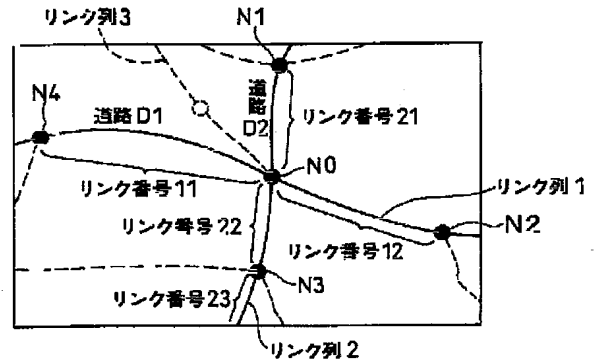 リンク列3
N1
N4
道路D1
道路
D2
リンク番号21
N0
リンク番号11
リンク列1
リンク番号22
N2
リンク番号12
N3
リンク番号23
リンク列2